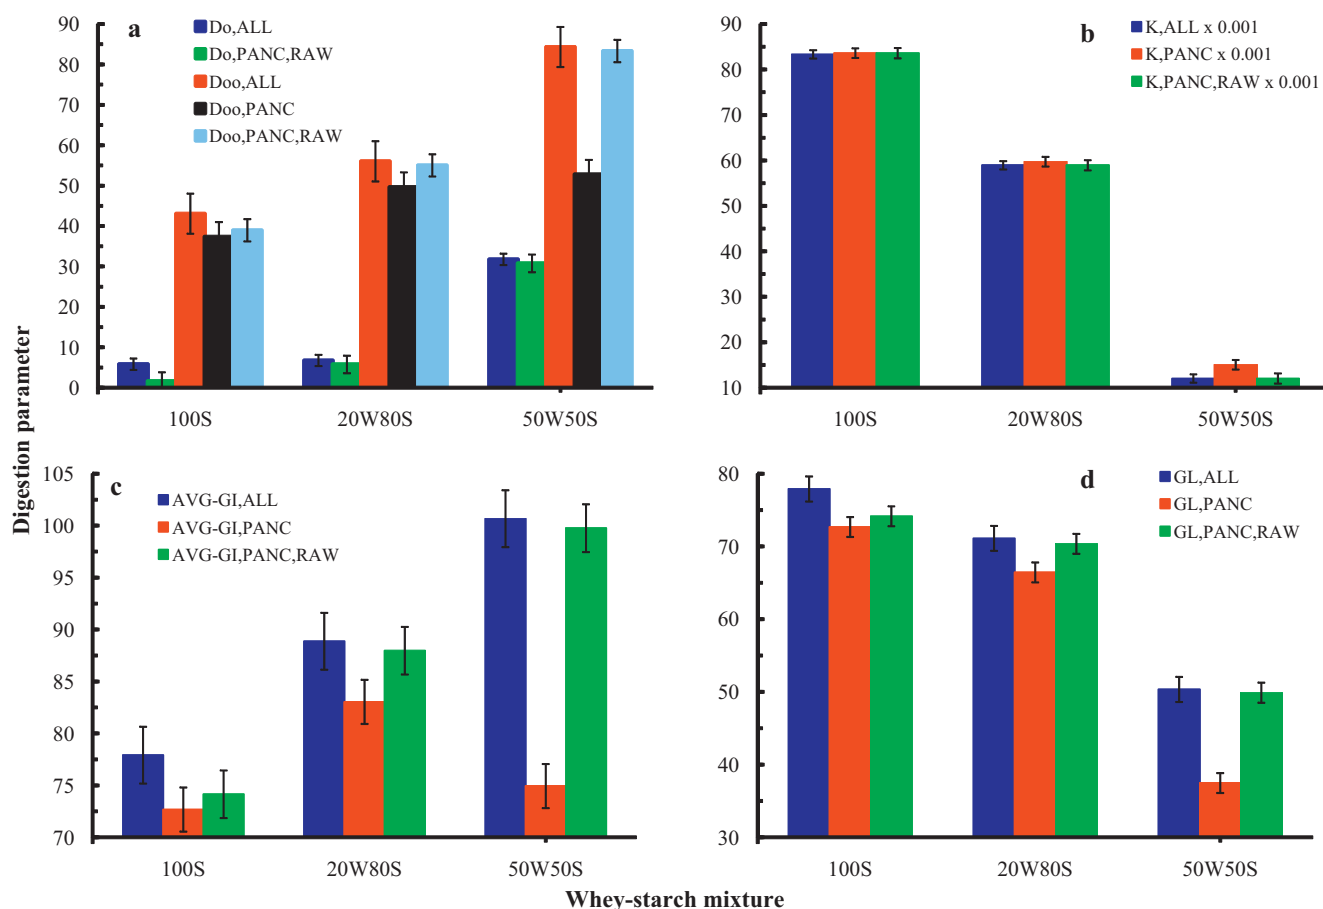 a
Do,ALL
Do,PANC,RAW
Doo,ALL
Doo,PANC
Doo,PANC,RAW
90
80
70
60
50
40
30
20
10
0
100S
20W80S
50W50S
b
K,ALL x 0.001
K,PANC x 0.001
K,PANC,RAW x 0.001
90
80
70
60
50
40
30
20
10
100S
20W80S
50W50S
Digestion parameter
c
AVG-GI,ALL
AVG-GI,PANC
AVG-GI,PANC,RAW
105
100
95
90
85
80
75
70
100S
20W80S
50W50S
d
GL,ALL
GL,PANC
GL,PANC,RAW
80
70
60
50
40
30
100S
20W80S
50W50S
Whey-starch mixture